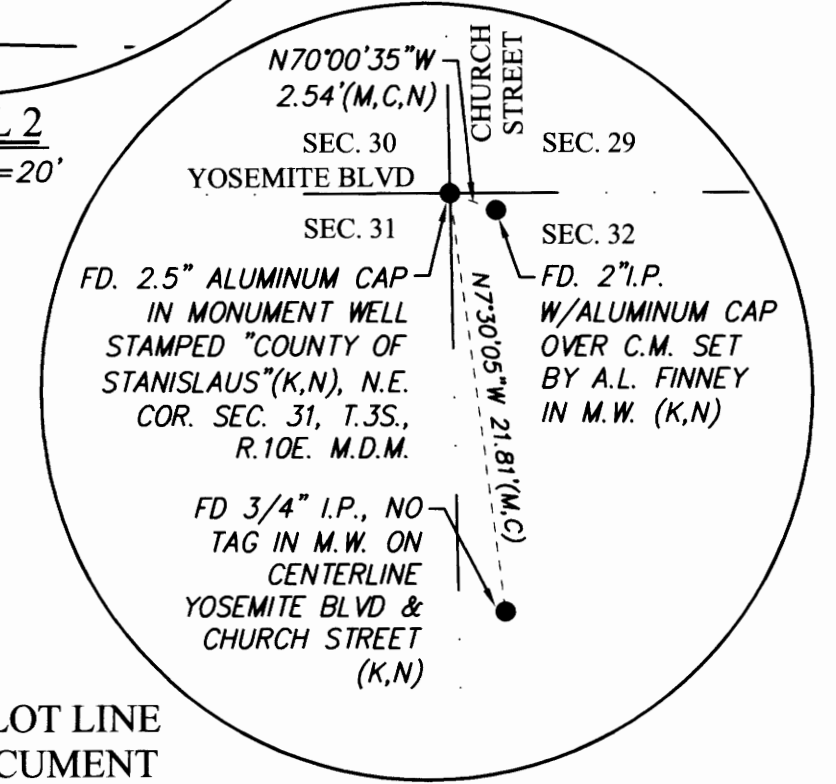 N70°00'35"W
2.54'(M,C,N)
CHURCH
STREET
L 2
=20'
SEC. 30
SEC. 29
YOSEMITE BLVD
SEC. 31
SEC. 32
FD. 2.5" ALUMINUM CAP
IN MONUMENT WELL
STAMPED "COUNTY OF
STANISLAUS"(K,N), N.E.
COR. SEC. 31, T.3S.,
R.10E. M.D.M.
FD. 2"I.P.
W/ALUMINUM CAP
OVER C.M. SET
BY A.L. FINNEY
IN M.W. (K,N)
N7°30'05"W 21.81'(M,C)
FD 3/4" I.P., NO
TAG IN M.W. ON
CENTERLINE
YOSEMITE BLVD &
CHURCH STREET
(K,N)
LOT LINE
CUMENT